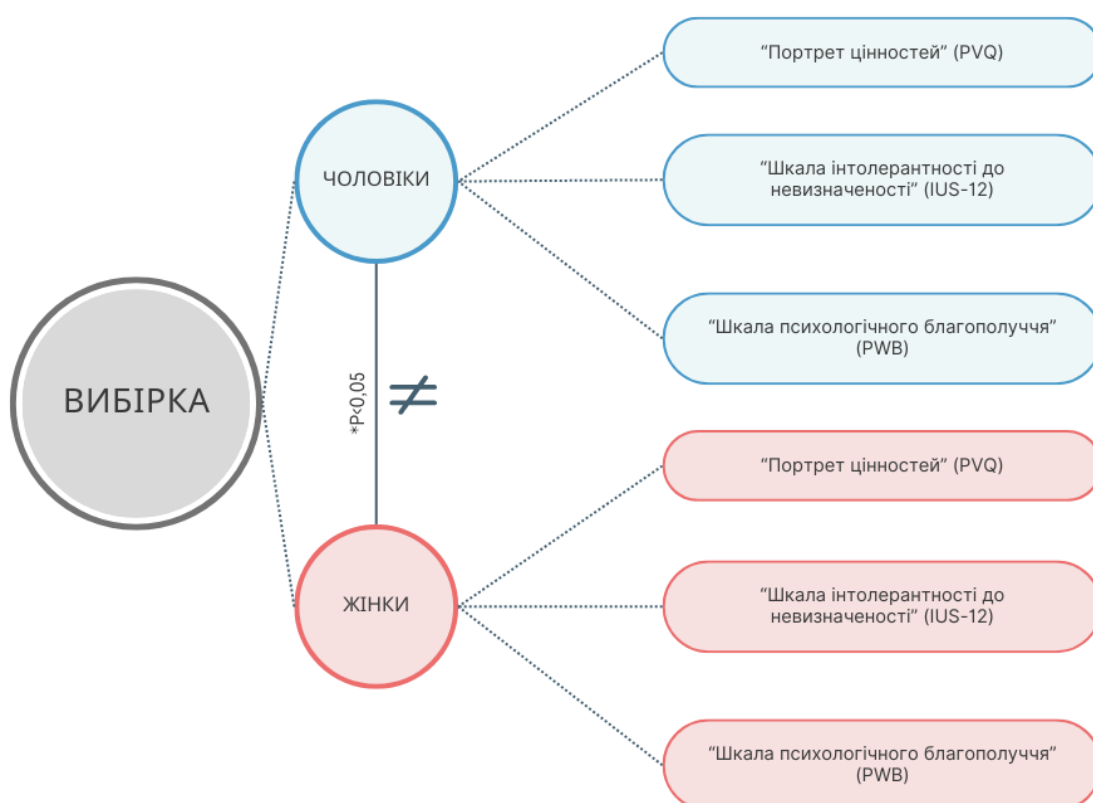 “Портрет цінностей” (PVQ)
ЧОЛОВІКИ
“Шкала інтолерантності до
невизначеності” (IUS-12)
“Шкала психологічного благополуччя”
(PWB)
ВИБІРКА
*P<0,05
≠
“Портрет цінностей” (PVQ)
ЖІНКИ
“Шкала інтолерантності до
невизначеності” (IUS-12)
“Шкала психологічного благополуччя”
(PWB)